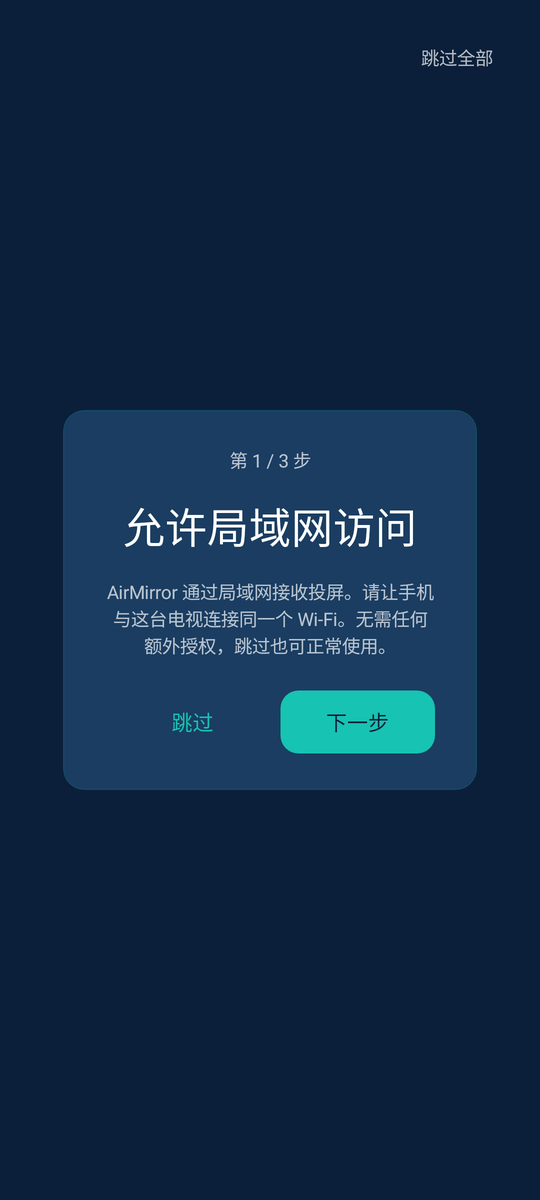 跳过全部
第 1 / 3 步
允许局域网访问
AirMirror 通过局域网接收投屏。请让手机
与这台电视连接同一个 Wi-Fi。无需任何
额外授权，跳过也可正常使用。
跳过
下一步